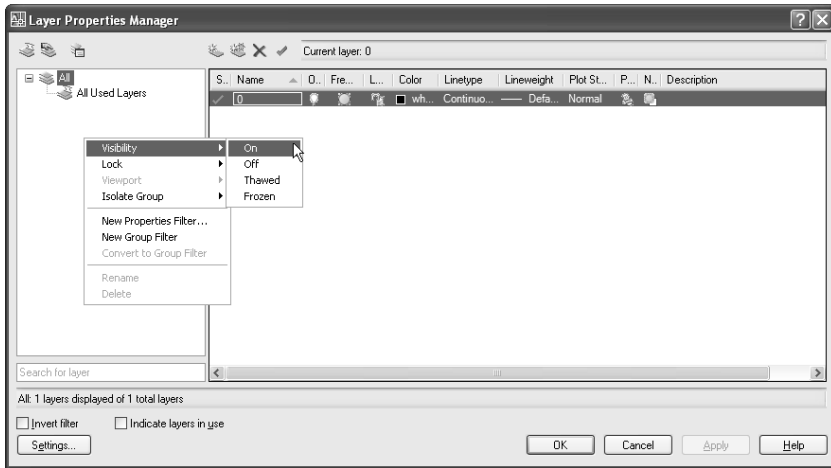 Layer Properties Manager
Current layer: 0
All
All Used Layers
S.. Name O.. Fre... L... Color Linetype Lineweight Plot St... P... N.. Description
0 wh... Continuo... Defa... Normal
Visibility
Lock
Viewport
Isolate Group
New Properties Filter...
New Group Filter
Convert to Group Filter
Rename
Delete
On
Off
Thawed
Frozen
Search for layer
All: 1 layers displayed of 1 total layers
Invert filter Indicate layers in use
Settings... OK Cancel Apply Help